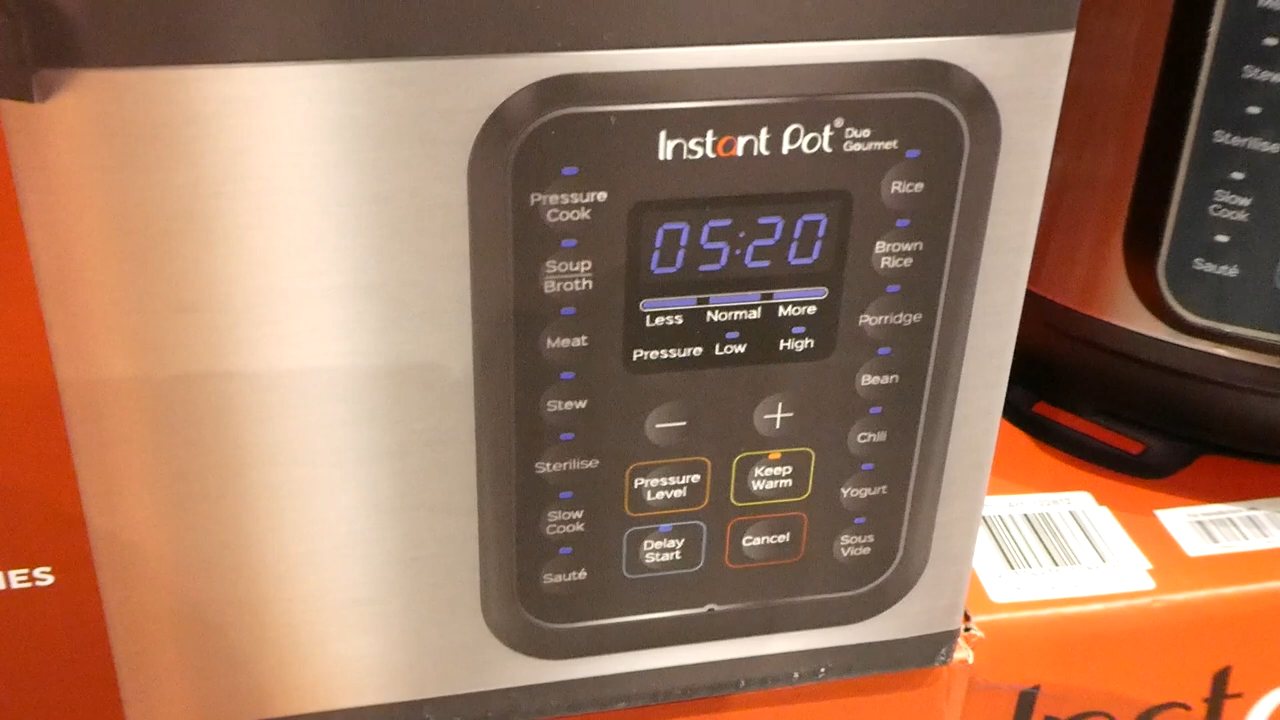 Instant Pot® Duo
Gourmet
Pressure
Cook
Soup
Broth
Meat
Stew
Sterilise
Slow
Cook
Sauté
05:20
Less Normal More
Pressure Low High
− +
Pressure
Level
Keep
Warm
Delay
Start
Cancel
Rice
Brown
Rice
Porridge
Bean
Chili
Yogurt
Sous
Vide
Stew
Sterilise
Slow
Cook
Sauté
IES
Inst